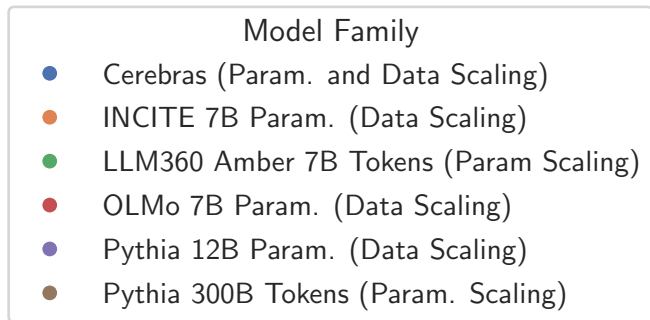 Model Family
Cerebras (Param. and Data Scaling)
INCITE 7B Param. (Data Scaling)
LLM360 Amber 7B Tokens (Param Scaling)
OLMo 7B Param. (Data Scaling)
Pythia 12B Param. (Data Scaling)
Pythia 300B Tokens (Param. Scaling)